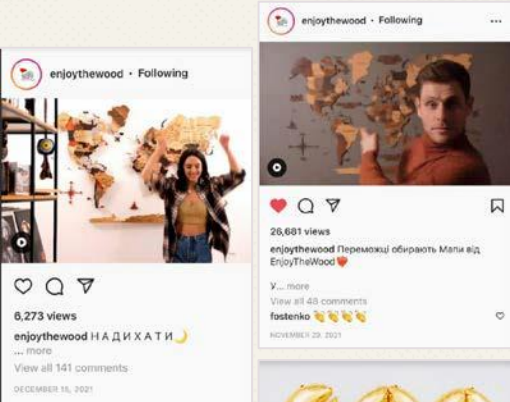 enjoythewood • Following
6,273 views
enjoythewood Н А Д И Х А Т И 🌙
... more
View all 141 comments
DECEMBER 15, 2021
enjoythewood • Following
26,681 views
enjoythewood Переможці обирають Мапи від
EnjoyTheWood
У... more
View all 48 comments
fostenko 👏👏👏👏
NOVEMBER 29, 2021